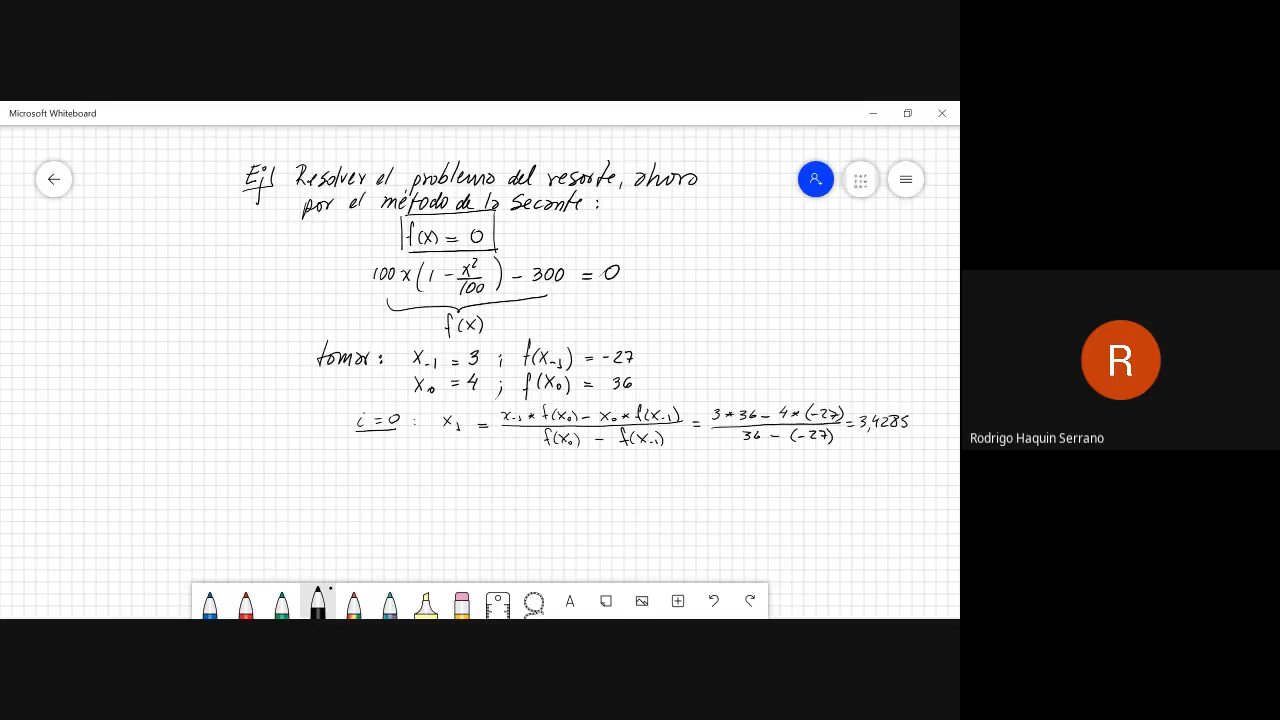 Microsoft Whiteboard
Ej) Resolver el problema del resorte, ahora
por el método de la Secante :
f(x) = 0
100 x (1 - x²/100) - 300 = 0
f(x)
tomar : x₋₁ = 3 ; f(x₋₁) = -27
x₀ = 4 ; f(x₀) = 36
i = 0 : x₁ = (x₋₁ * f(x₀) - x₀ * f(x₋₁)) / (f(x₀) - f(x₋₁)) = (3 * 36 - 4 * (-27)) / (36 - (-27)) = 3,4285
R
Rodrigo Haquin Serrano
A